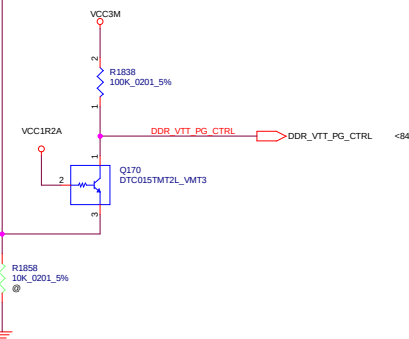 VCC3M
2
R1838
100K_0201_5%
1
VCC1R2A
DDR_VTT_PG_CTRL
DDR_VTT_PG_CTRL <84
1
Q170
DTC015TMT2L_VMT3
2
3
R1858
10K_0201_5%
@